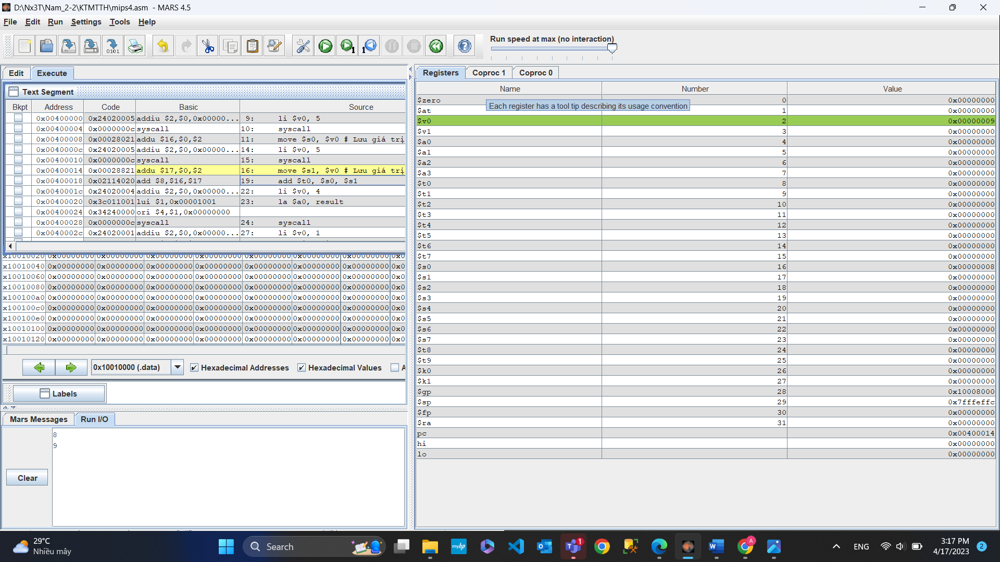 D:\Nx3T\Nam_2-2\KTMTTH\mips4.asm - MARS 4.5
File Edit Run Settings Tools Help
Run speed at max (no interaction)
Edit Execute
Text Segment
Bkpt Address Code Basic Source
0x00400000 0x24020005 addiu $2,$0,0x00000... 9: li $v0, 5
0x00400004 0x0000000c syscall 10: syscall
0x00400008 0x00028021 addu $16,$0,$2 11: move $s0, $v0 # Lưu giá trị
0x0040000c 0x24020005 addiu $2,$0,0x00000... 14: li $v0, 5
0x00400010 0x0000000c syscall 15: syscall
0x00400014 0x00028821 addu $17,$0,$2 16: move $s1, $v0 # Lưu giá trị
0x00400018 0x02114020 add $8,$16,$17 19: add $t0, $s0, $s1
0x0040001c 0x24020004 addiu $2,$0,0x00000... 22: li $v0, 4
0x00400020 0x3c011001 lui $1,0x00001001 23: la $a0, result
0x00400024 0x34240000 ori $4,$1,0x00000000
0x00400028 0x0000000c syscall 24: syscall
0x0040002c 0x24020001 addiu $2,$0,0x00000... 27: li $v0, 1
x10010020 0x00000000 0x00000000 0x00000000 0x00000000 0x00000000 0x00000000 0x00000000 0x0
x10010040 0x00000000 0x00000000 0x00000000 0x00000000 0x00000000 0x00000000 0x00000000 0x0
x10010060 0x00000000 0x00000000 0x00000000 0x00000000 0x00000000 0x00000000 0x00000000 0x0
x10010080 0x00000000 0x00000000 0x00000000 0x00000000 0x00000000 0x00000000 0x00000000 0x0
x100100a0 0x00000000 0x00000000 0x00000000 0x00000000 0x00000000 0x00000000 0x00000000 0x0
x100100c0 0x00000000 0x00000000 0x00000000 0x00000000 0x00000000 0x00000000 0x00000000 0x0
x100100e0 0x00000000 0x00000000 0x00000000 0x00000000 0x00000000 0x00000000 0x00000000 0x0
x10010100 0x00000000 0x00000000 0x00000000 0x00000000 0x00000000 0x00000000 0x00000000 0x0
x10010120 0x00000000 0x00000000 0x00000000 0x00000000 0x00000000 0x00000000 0x00000000 0x0
0x10010000 (.data) Hexadecimal Addresses Hexadecimal Values A
Labels
Mars Messages Run I/O
8
9
Clear
Registers Coproc 1 Coproc 0
Name Number Value
$zero 0 0x00000000
Each register has a tool tip describing its usage convention
$at 1 0x00000000
$v0 2 0x00000009
$v1 3 0x00000000
$a0 4 0x00000000
$a1 5 0x00000000
$a2 6 0x00000000
$a3 7 0x00000000
$t0 8 0x00000000
$t1 9 0x00000000
$t2 10 0x00000000
$t3 11 0x00000000
$t4 12 0x00000000
$t5 13 0x00000000
$t6 14 0x00000000
$t7 15 0x00000000
$s0 16 0x00000008
$s1 17 0x00000000
$s2 18 0x00000000
$s3 19 0x00000000
$s4 20 0x00000000
$s5 21 0x00000000
$s6 22 0x00000000
$s7 23 0x00000000
$t8 24 0x00000000
$t9 25 0x00000000
$k0 26 0x00000000
$k1 27 0x00000000
$gp 28 0x10008000
$sp 29 0x7fffeffc
$fp 30 0x00000000
$ra 31 0x00000000
pc 0x00400014
hi 0x00000000
lo 0x00000000
29°C
Nhiều mây
Search
myhp
1
A
ENG
3:17 PM
4/17/2023
2